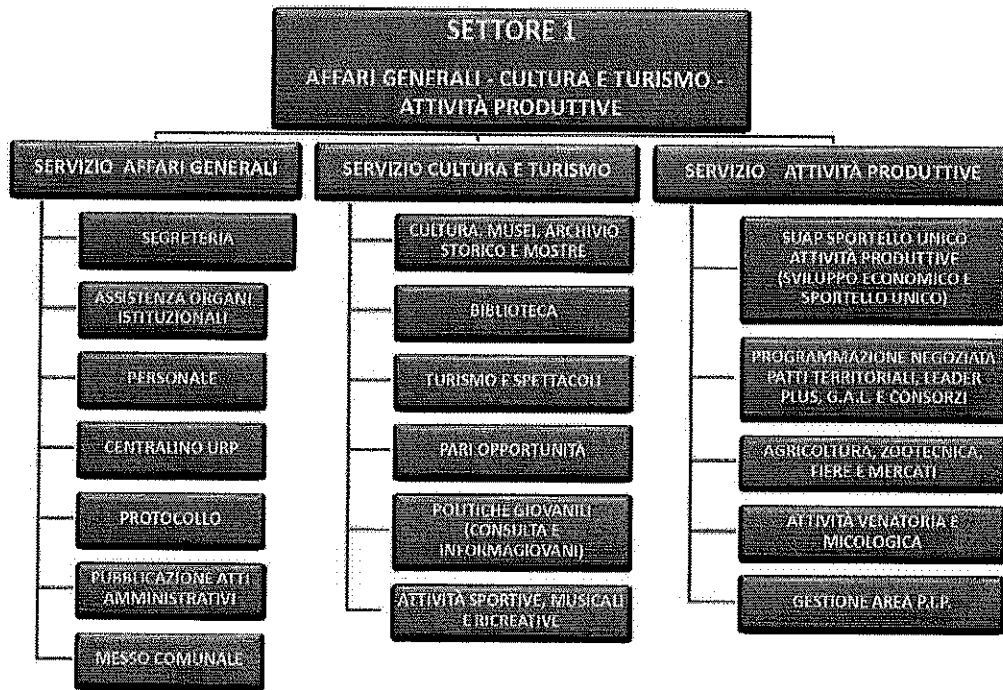 SETTORE 1
AFFARI GENERALI - CULTURA E TURISMO -
ATTIVITÀ PRODUTTIVE
SERVIZIO AFFARI GENERALI
SEGRETERIA
ASSISTENZA ORGANI
ISTITUZIONALI
PERSONALE
CENTRALINO URP
PROTOCOLLO
PUBBLICAZIONE ATTI
AMMINISTRATIVI
MESSO COMUNALE
SERVIZIO CULTURA E TURISMO
CULTURA, MUSEI, ARCHIVIO
STORICO E MOSTRE
BIBLIOTECA
TURISMO E SPETTACOLI
PARI OPPORTUNITÀ
POLITICHE GIOVANILI
(CONSULTA E
INFORMAGIOVANI)
ATTIVITÀ SPORTIVE, MUSICALI
E RICREATIVE
SERVIZIO ATTIVITÀ PRODUTTIVE
SUAP SPORTELLO UNICO
ATTIVITÀ PRODUTTIVE
(SVILUPPO ECONOMICO E
SPORTELLO UNICO)
PROGRAMMAZIONE NEGOZIATA
PATTI TERRITORIALI, LEADER
PLUS, G.A.L. E CONSORZI
AGRICOLTURA, ZOOTECNICA,
FIERE E MERCATI
ATTIVITÀ VENATORIA E
MICOLOGICA
GESTIONE AREA P.I.P.